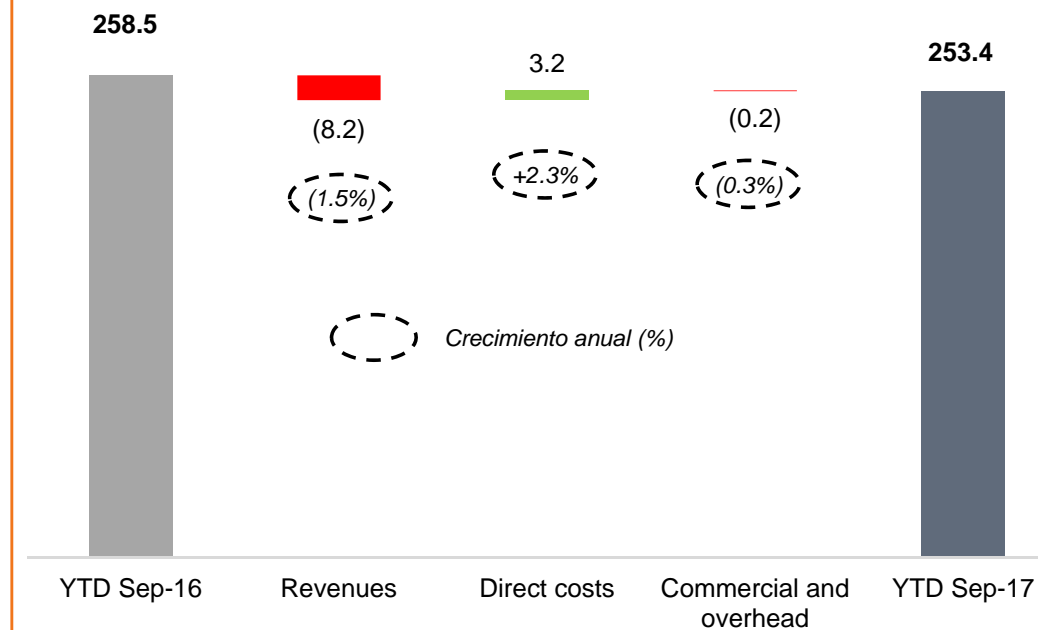 258.5
253.4
3.2
(8.2)
(0.2)
(1.5%)
+2.3%
(0.3%)
Crecimiento anual (%)
YTD Sep-16
Revenues
Direct costs
Commercial and
overhead
YTD Sep-17